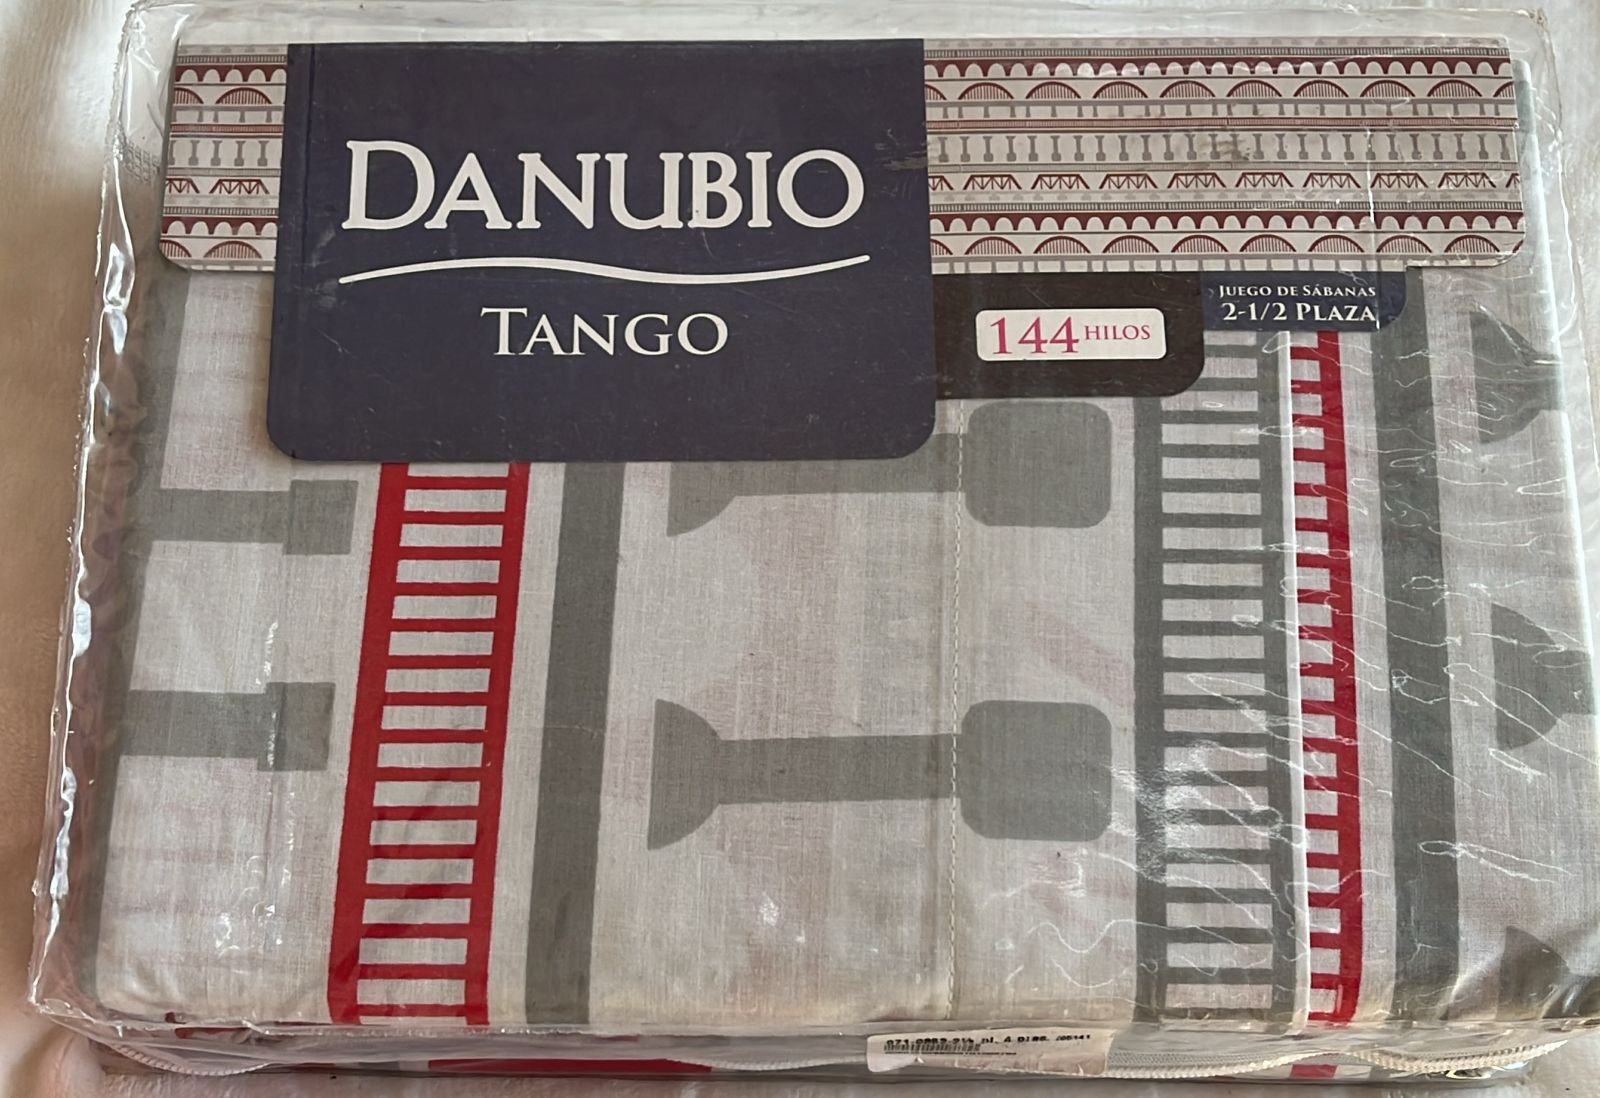 DANUBIO
TANGO
144 HILOS
JUEGO DE SÁBANAS
2-1/2 PLAZA